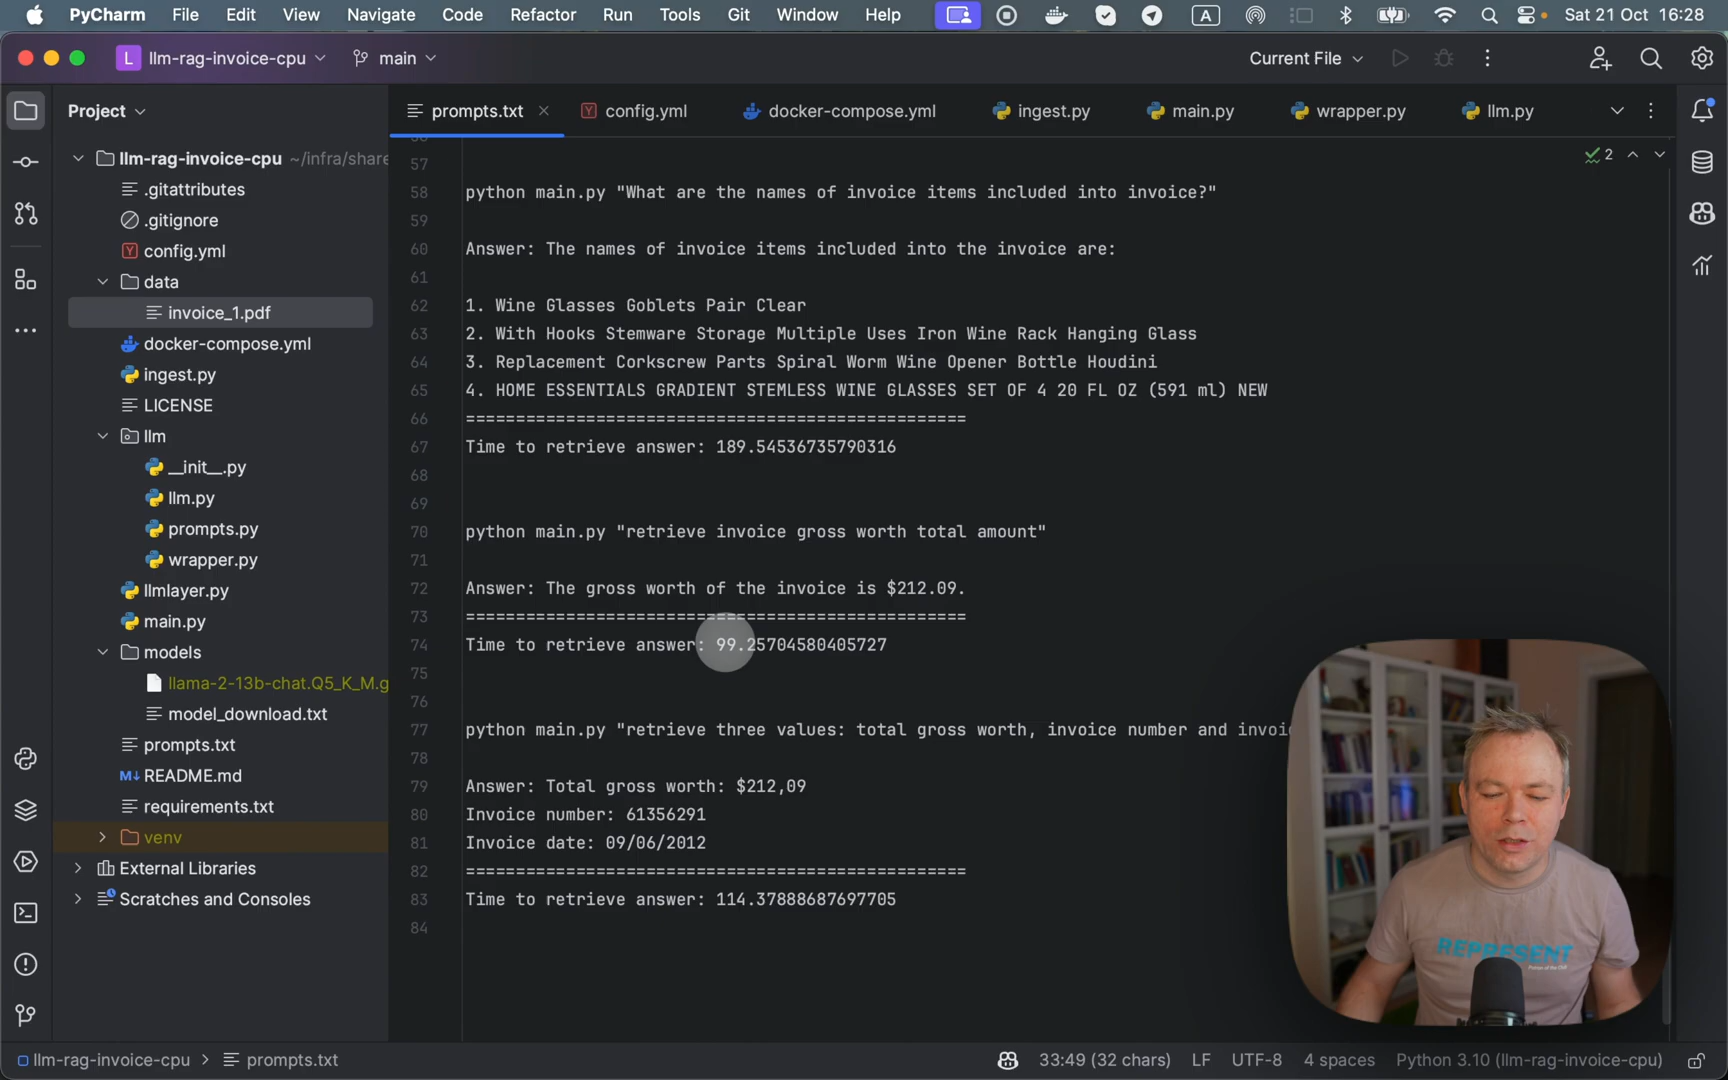 PyCharm File Edit View Navigate Code Refactor Run Tools Git Window Help A Sat 21 Oct 16:28
L llm-rag-invoice-cpu main Current File
Project prompts.txt config.yml docker-compose.yml ingest.py main.py wrapper.py llm.py
2
llm-rag-invoice-cpu ~/infra/share
.gitattributes
.gitignore
config.yml
data
invoice_1.pdf
docker-compose.yml
ingest.py
LICENSE
llm
__init__.py
llm.py
prompts.py
wrapper.py
llmlayer.py
main.py
models
llama-2-13b-chat.Q5_K_M.g
model_download.txt
prompts.txt
README.md
requirements.txt
venv
External Libraries
Scratches and Consoles
57
58 python main.py "What are the names of invoice items included into invoice?"
59
60 Answer: The names of invoice items included into the invoice are:
61
62 1. Wine Glasses Goblets Pair Clear
63 2. With Hooks Stemware Storage Multiple Uses Iron Wine Rack Hanging Glass
64 3. Replacement Corkscrew Parts Spiral Worm Wine Opener Bottle Houdini
65 4. HOME ESSENTIALS GRADIENT STEMLESS WINE GLASSES SET OF 4 20 FL OZ (591 ml) NEW
66 ==================================================
67 Time to retrieve answer: 189.54536735790316
68
69
70 python main.py "retrieve invoice gross worth total amount"
71
72 Answer: The gross worth of the invoice is $212.09.
73 ==================================================
74 Time to retrieve answer: 99.25704580405727
75
76
77 python main.py "retrieve three values: total gross worth, invoice number and invoi
78
79 Answer: Total gross worth: $212,09
80 Invoice number: 61356291
81 Invoice date: 09/06/2012
82 ==================================================
83 Time to retrieve answer: 114.37888687697705
84
REPRESENT
llm-rag-invoice-cpu > prompts.txt 33:49 (32 chars) LF UTF-8 4 spaces Python 3.10 (llm-rag-invoice-cpu)